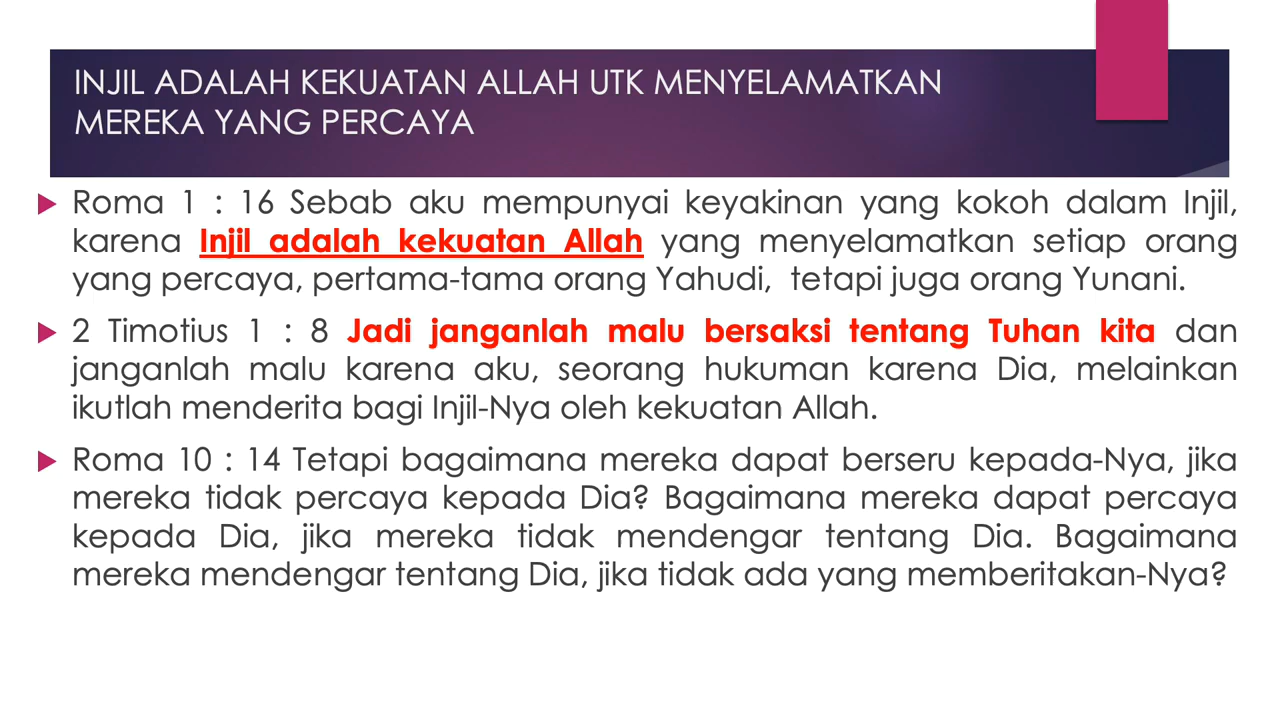 INJIL ADALAH KEKUATAN ALLAH UTK MENYELAMATKAN
MEREKA YANG PERCAYA
Roma 1 : 16 Sebab aku mempunyai keyakinan yang kokoh dalam Injil,
karena Injil adalah kekuatan Allah yang menyelamatkan setiap orang
yang percaya, pertama-tama orang Yahudi, tetapi juga orang Yunani.
2 Timotius 1 : 8 Jadi janganlah malu bersaksi tentang Tuhan kita dan
janganlah malu karena aku, seorang hukuman karena Dia, melainkan
ikutlah menderita bagi Injil-Nya oleh kekuatan Allah.
Roma 10 : 14 Tetapi bagaimana mereka dapat berseru kepada-Nya, jika
mereka tidak percaya kepada Dia? Bagaimana mereka dapat percaya
kepada Dia, jika mereka tidak mendengar tentang Dia. Bagaimana
mereka mendengar tentang Dia, jika tidak ada yang memberitakan-Nya?